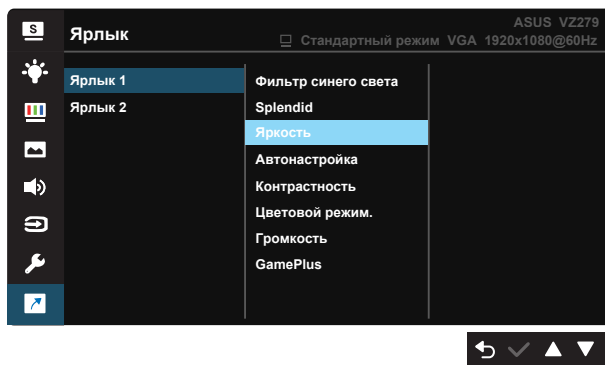 S
Ярлык
ASUS VZ279
Стандартный режим VGA 1920x1080@60Hz
Ярлык 1
Ярлык 2
Фильтр синего света
Splendid
Яркость
Автонастройка
Контрастность
Цветовой режим.
Громкость
GamePlus